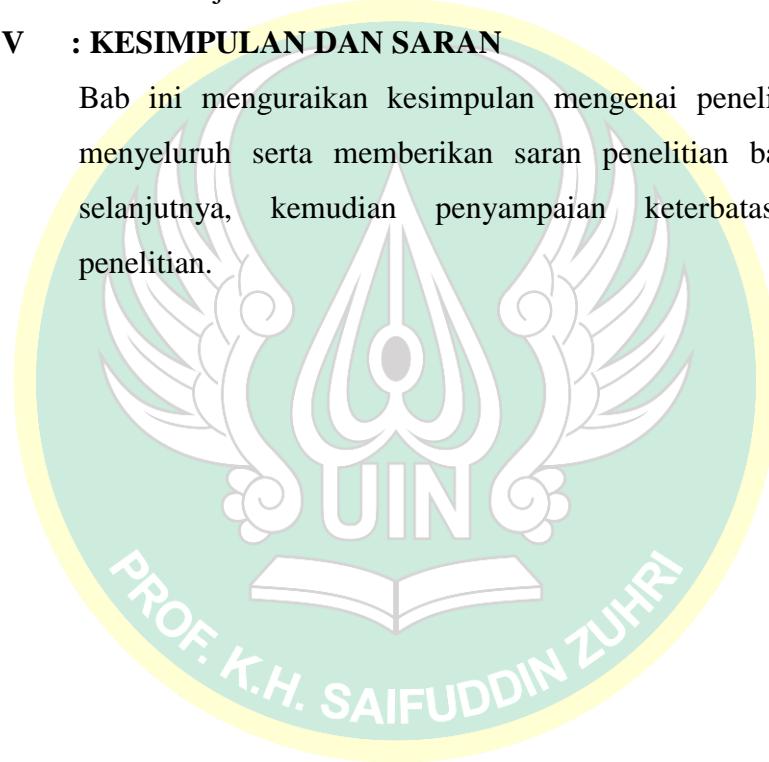 V : KESIMPULAN DAN SARAN
Bab ini menguraikan kesimpulan mengenai peneli
menyeluruh serta memberikan saran penelitian ba
selanjutnya, kemudian penyampaian keterbatas
penelitian.
UIN
PROF. K.H. SAIFUDDIN ZUHRI